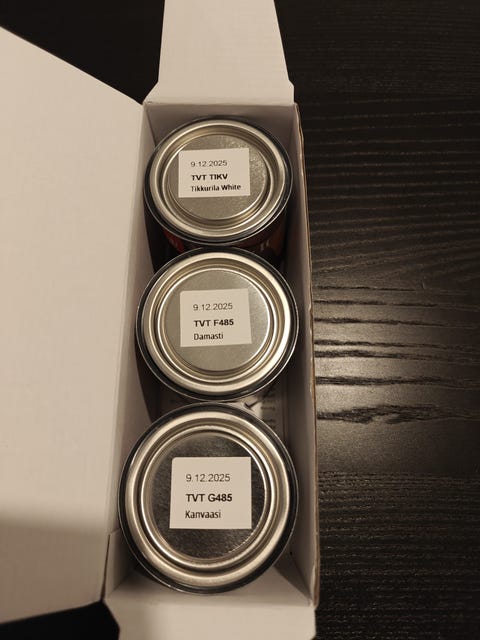 9.12.2025
TVT TIKV
Tikkurila White
9.12.2025
TVT F485
Damasti
9.12.2025
TVT G485
Kanvaasi